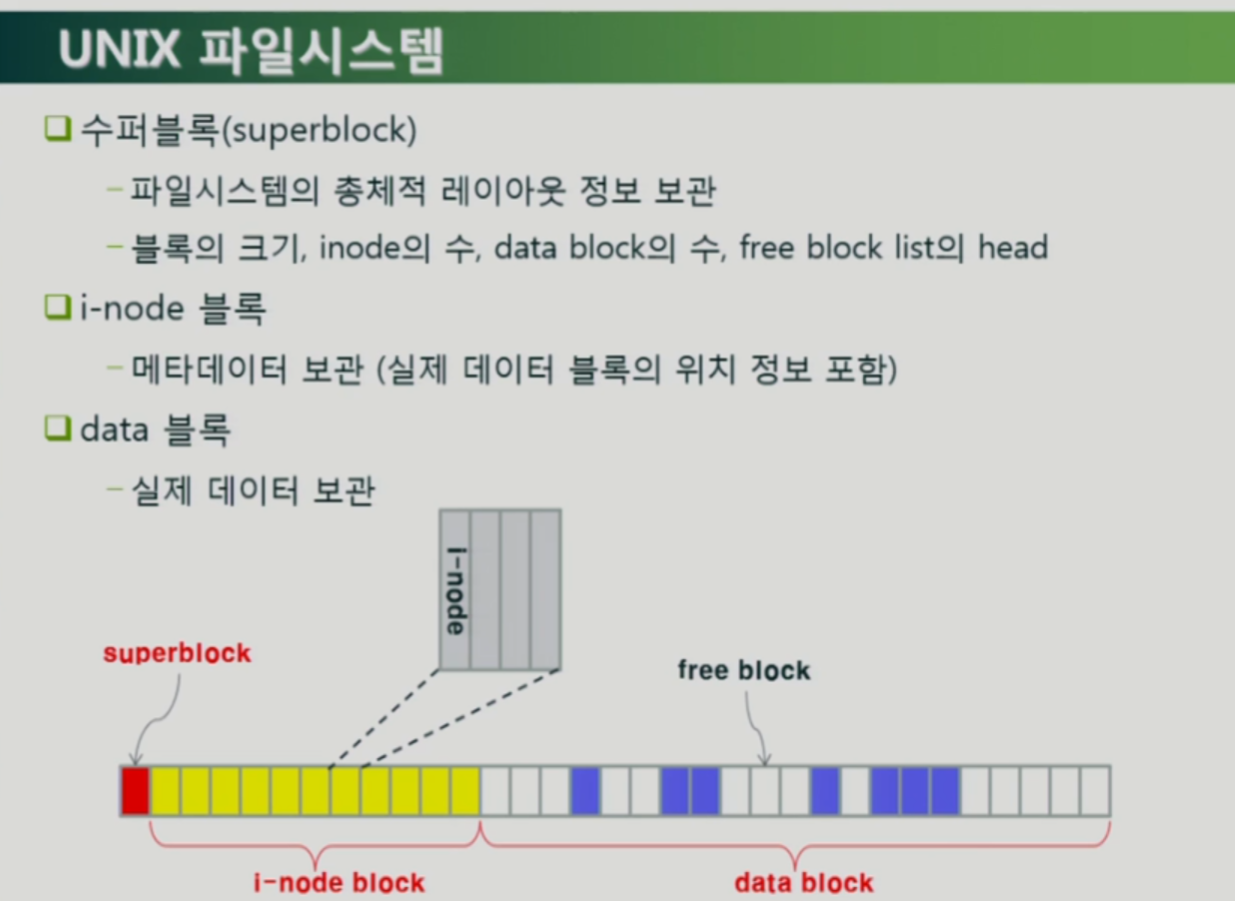 UNIX 파일시스템
수퍼블록(superblock)
– 파일시스템의 총체적 레이아웃 정보 보관
– 블록의 크기, inode의 수, data block의 수, free block list의 head
i-node 블록
– 메타데이터 보관 (실제 데이터 블록의 위치 정보 포함)
data 블록
– 실제 데이터 보관
i-node
superblock
free block
i-node block
data block